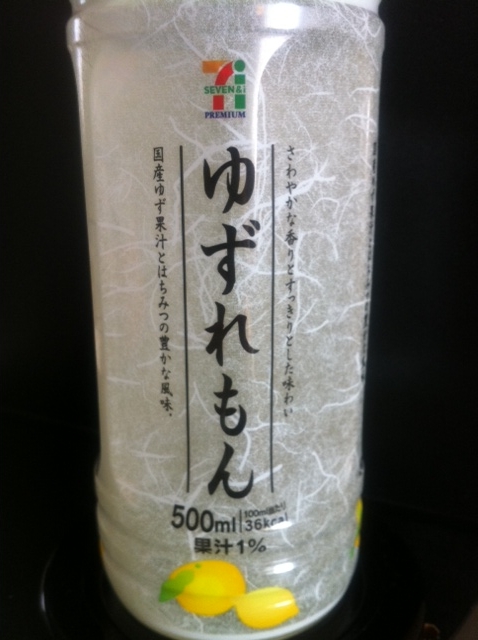 7i
SEVEN&i
PREMIUM
さわやかな香りとすっきりとした味わい
ゆずれもん
国産ゆず果汁とはちみつの豊かな風味。
500ml
100ml当たり
36kcal
果汁1%